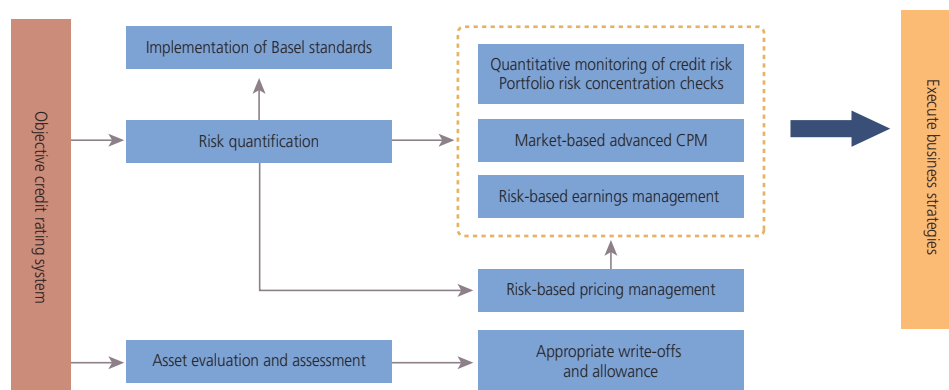 Objective credit rating system
Implementation of Basel standards
Risk quantification
Asset evaluation and assessment
Quantitative monitoring of credit risk
Portfolio risk concentration checks
Market-based advanced CPM
Risk-based earnings management
Risk-based pricing management
Appropriate write-offs
and allowance
Execute business
strategies